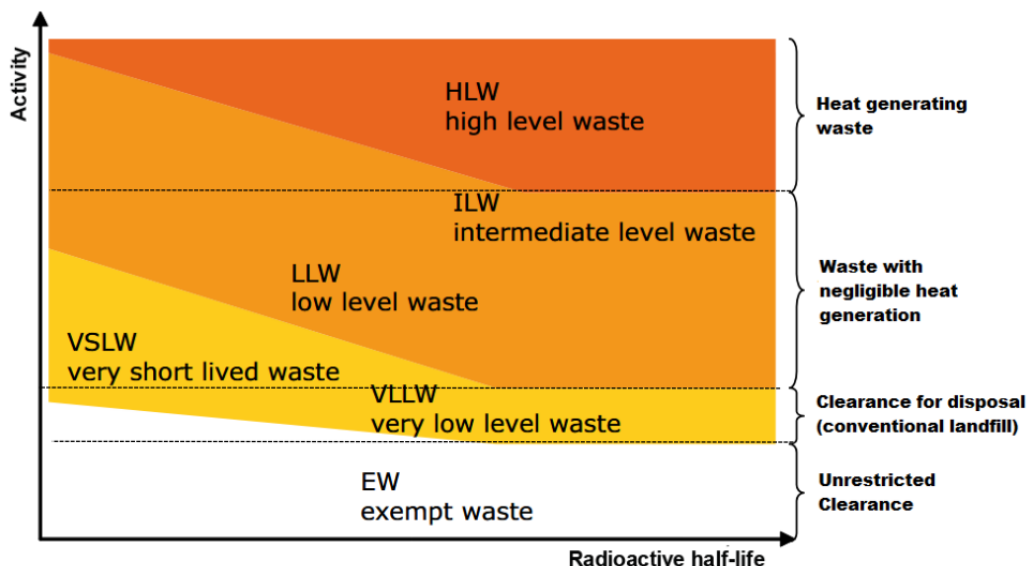 Activity
HLW
high level waste
Heat generating
waste
ILW
intermediate level waste
LLW
low level waste
Waste with
negligible heat
generation
VSLW
very short lived waste
VLLW
very low level waste
Clearance for disposal
(conventional landfill)
EW
exempt waste
Unrestricted
Clearance
Radioactive half-life